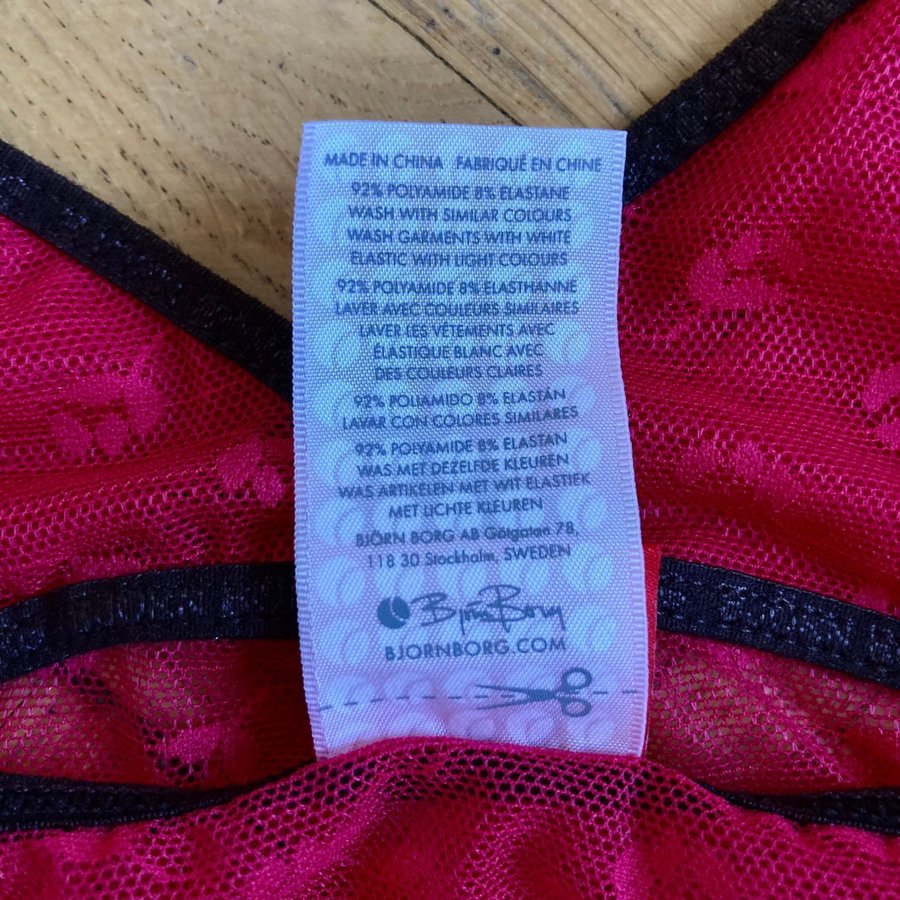 MADE IN CHINA FABRIQUÉ EN CHINE
92% POLYAMIDE 8% ELASTANE
WASH WITH SIMILAR COLOURS
WASH GARMENTS WITH WHITE
ELASTIC WITH LIGHT COLOURS
92% POLYAMIDE 8% ELASTHANNE
LAVER AVEC COULEURS SIMILAIRES
LAVER LES VÊTEMENTS AVEC
ÉLASTIQUE BLANC AVEC
DES COULEURS CLAIRES
92% POLIAMIDO 8% ELASTÁN
LAVAR CON COLORES SIMILARES
92% POLYAMIDE 8% ELASTAN
WAS MET DEZELFDE KLEUREN
WAS ARTIKELEN MET WIT ELASTIEK
MET LICHTE KLEUREN
BJÖRN BORG AB Götgatan 78,
118 30 Stockholm, SWEDEN
Björn Borg
BJORNBORG.COM